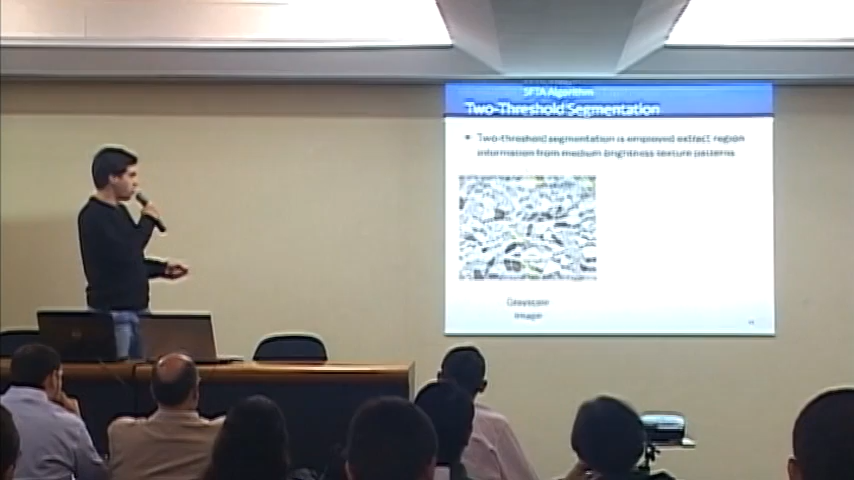 SFTA Algorithm
Two-Threshold Segmentation
Two-threshold segmentation is employed extract region
information from medium brightness texture patterns
Grayscale
Image